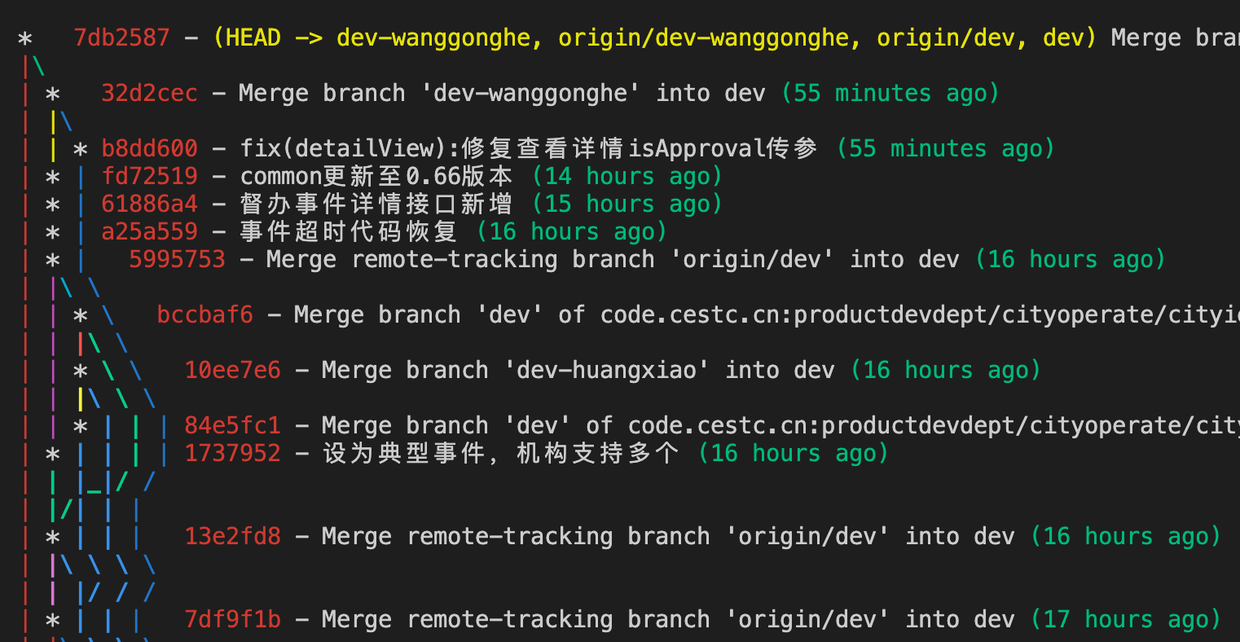 * 7db2587 - (HEAD -> dev-wanggonghe, origin/dev-wanggonghe, origin/dev, dev) Merge bran
* 32d2cec - Merge branch 'dev-wanggonghe' into dev (55 minutes ago)
* b8dd600 - fix(detailView):修复查看详情isApproval传参 (55 minutes ago)
* fd72519 - common更新至0.66版本 (14 hours ago)
* 61886a4 - 督办事件详情接口新增 (15 hours ago)
* a25a559 - 事件超时代码恢复 (16 hours ago)
* 5995753 - Merge remote-tracking branch 'origin/dev' into dev (16 hours ago)
* bccbaf6 - Merge branch 'dev' of code.cestc.cn:productdevdept/cityoperate/cityic
* 10ee7e6 - Merge branch 'dev-huangxiao' into dev (16 hours ago)
* 84e5fc1 - Merge branch 'dev' of code.cestc.cn:productdevdept/cityoperate/city
* 1737952 - 设为典型事件，机构支持多个 (16 hours ago)
* 13e2fd8 - Merge remote-tracking branch 'origin/dev' into dev (16 hours ago)
* 7df9f1b - Merge remote-tracking branch 'origin/dev' into dev (17 hours ago)